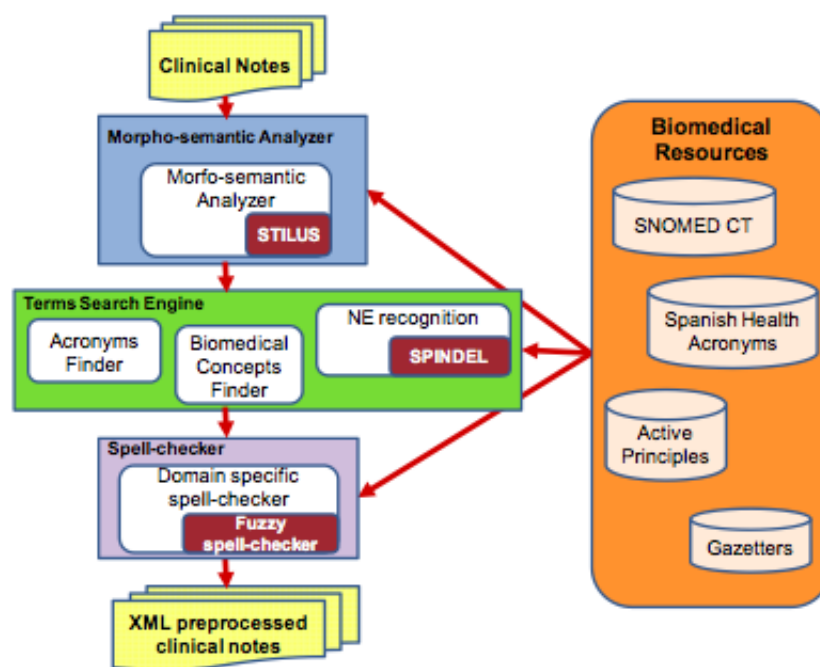 Clinical Notes
Morpho-semantic Analyzer
Morfo-semantic
Analyzer
STILUS
Terms Search Engine
Acronyms
Finder
Biomedical
Concepts
Finder
NE recognition
SPINDEL
Spell-checker
Domain specific
spell-checker
Fuzzy
spell-checker
XML preprocessed
clinical notes
Biomedical
Resources
SNOMED CT
Spanish Health
Acronyms
Active
Principles
Gazetters